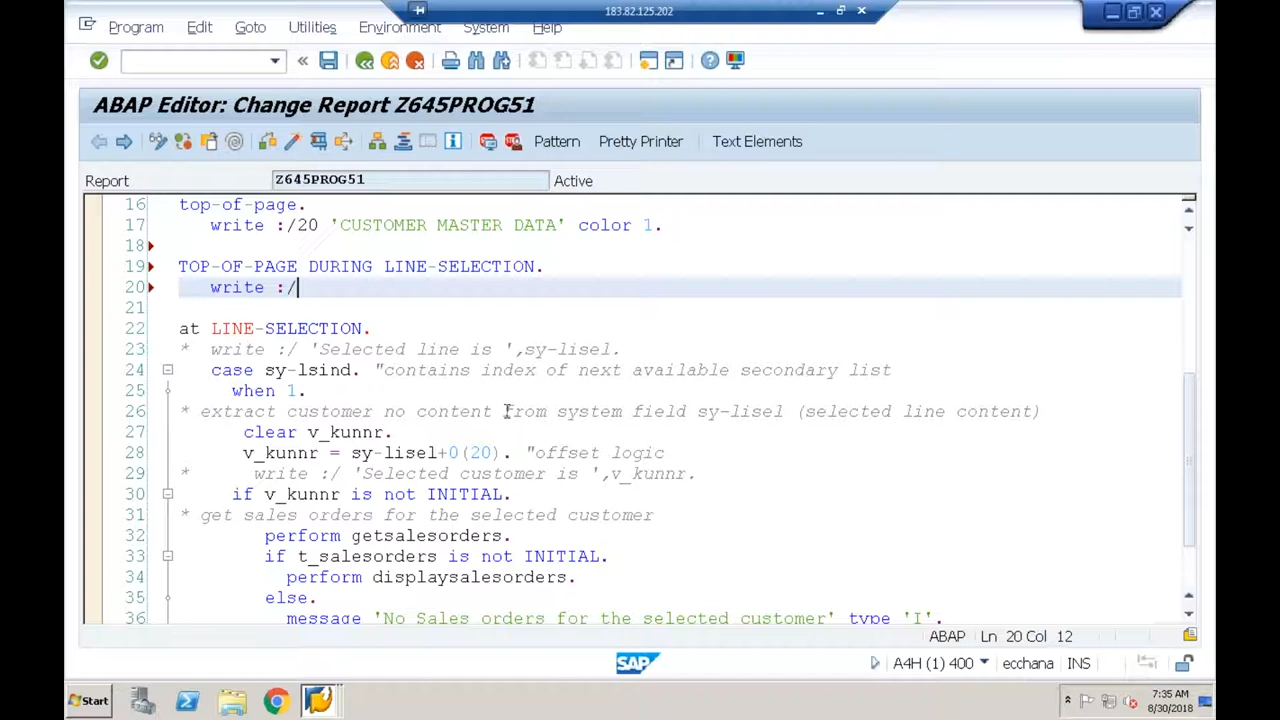 183.82.125.202
Program Edit Goto Utilities Environment System Help
ABAP Editor: Change Report Z645PROG51
Pattern Pretty Printer Text Elements
Report Z645PROG51 Active
16 top-of-page.
17 write :/20 'CUSTOMER MASTER DATA' color 1.
18
19 TOP-OF-PAGE DURING LINE-SELECTION.
20 write :/
21
22 at LINE-SELECTION.
23 * write :/ 'Selected line is ',sy-lisel.
24 case sy-lsind. "contains index of next available secondary list
25 when 1.
26 * extract customer no content from system field sy-lisel (selected line content)
27 clear v_kunnr.
28 v_kunnr = sy-lisel+0(20). "offset logic
29 * write :/ 'Selected customer is ',v_kunnr.
30 if v_kunnr is not INITIAL.
31 * get sales orders for the selected customer
32 perform getsalesorders.
33 if t_salesorders is not INITIAL.
34 perform displaysalesorders.
35 else.
36 message 'No Sales orders for the selected customer' type 'I'.
ABAP Ln 20 Col 12
SAP A4H (1) 400 ecchana INS
Start 7:35 AM
8/30/2018